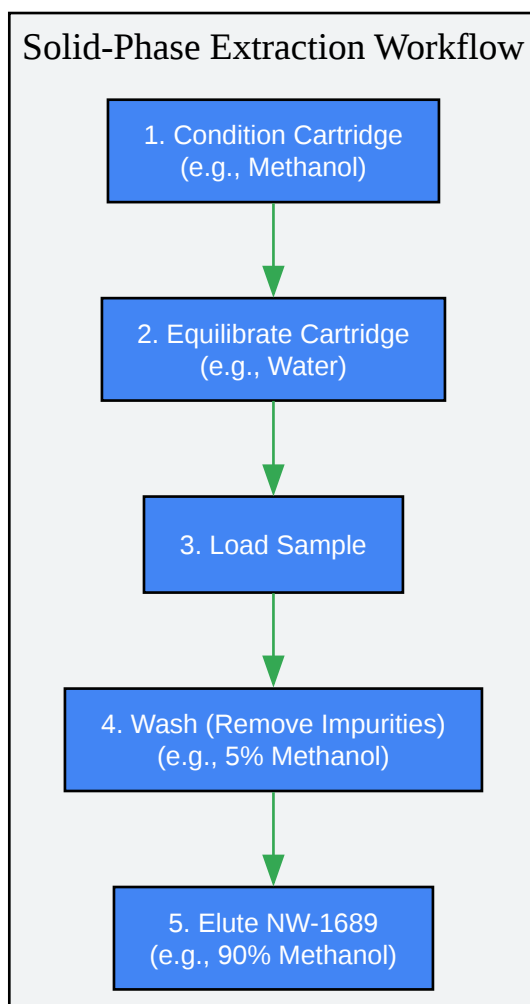 Solid-Phase Extraction Workflow
1. Condition Cartridge
(e.g., Methanol)
2. Equilibrate Cartridge
(e.g., Water)
3. Load Sample
4. Wash (Remove Impurities)
(e.g., 5% Methanol)
5. Elute NW-1689
(e.g., 90% Methanol)